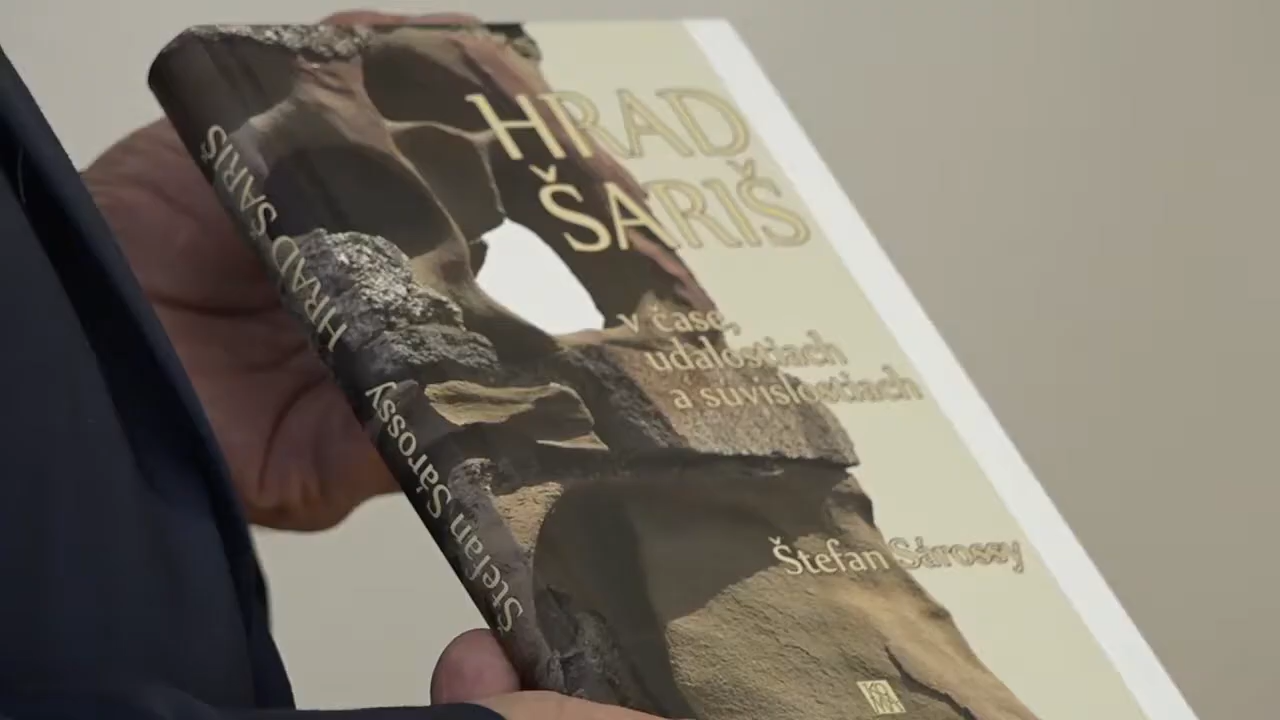 HRAD
ŠARIŠ
v čase,
udalostiach
a súvislostiach
Štefan Sárossy
Štefan Sárossy HRAD ŠARIŠ